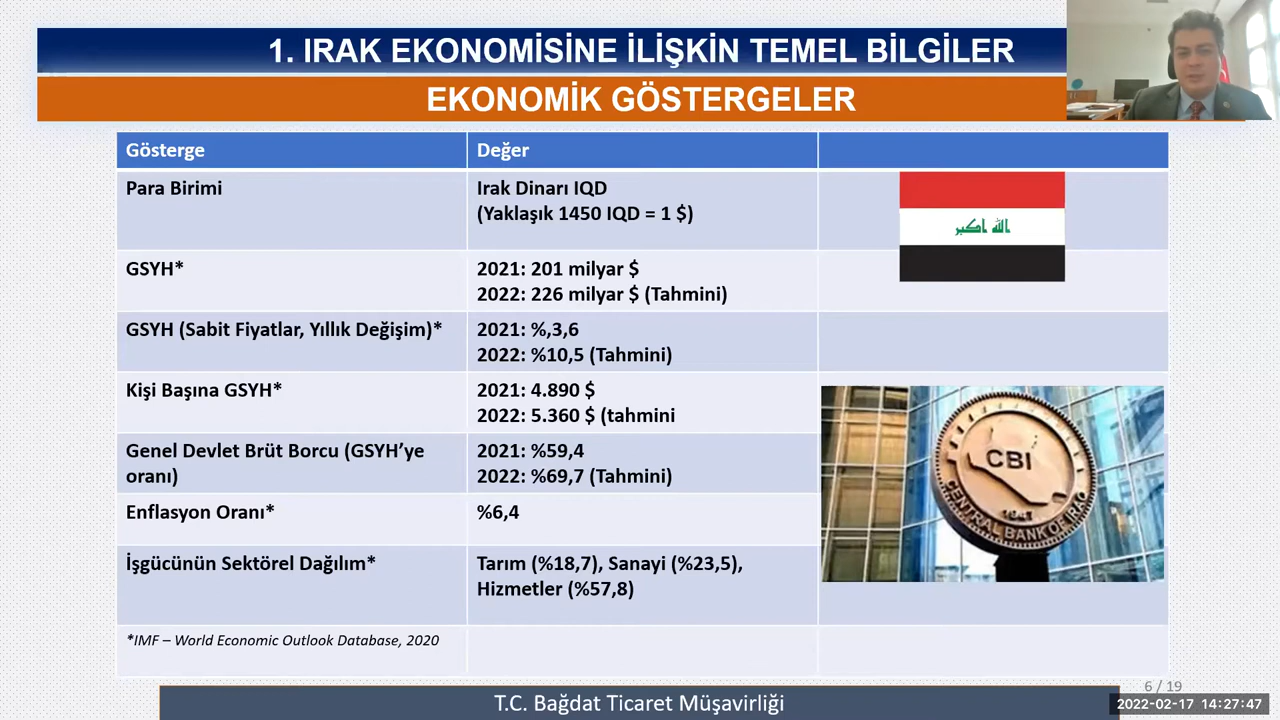 1. IRAK EKONOMİSİNE İLİŞKİN TEMEL BİLGİLER
EKONOMİK GÖSTERGELER
Gösterge
Değer
Para Birimi
Irak Dinarı IQD
(Yaklaşık 1450 IQD = 1 $)
الله اكبر
GSYH*
2021: 201 milyar $
2022: 226 milyar $ (Tahmini)
GSYH (Sabit Fiyatlar, Yıllık Değişim)*
2021: %,3,6
2022: %10,5 (Tahmini)
Kişi Başına GSYH*
2021: 4.890 $
2022: 5.360 $ (tahmini
Genel Devlet Brüt Borcu (GSYH’ye
oranı)
2021: %59,4
2022: %69,7 (Tahmini)
CBI
1947
CENTRAL BANK OF IRAQ
Enflasyon Oranı*
%6,4
İşgücünün Sektörel Dağılım*
Tarım (%18,7), Sanayi (%23,5),
Hizmetler (%57,8)
*IMF – World Economic Outlook Database, 2020
6 / 19
T.C. Bağdat Ticaret Müşavirliği
2022-02-17 14:27:47